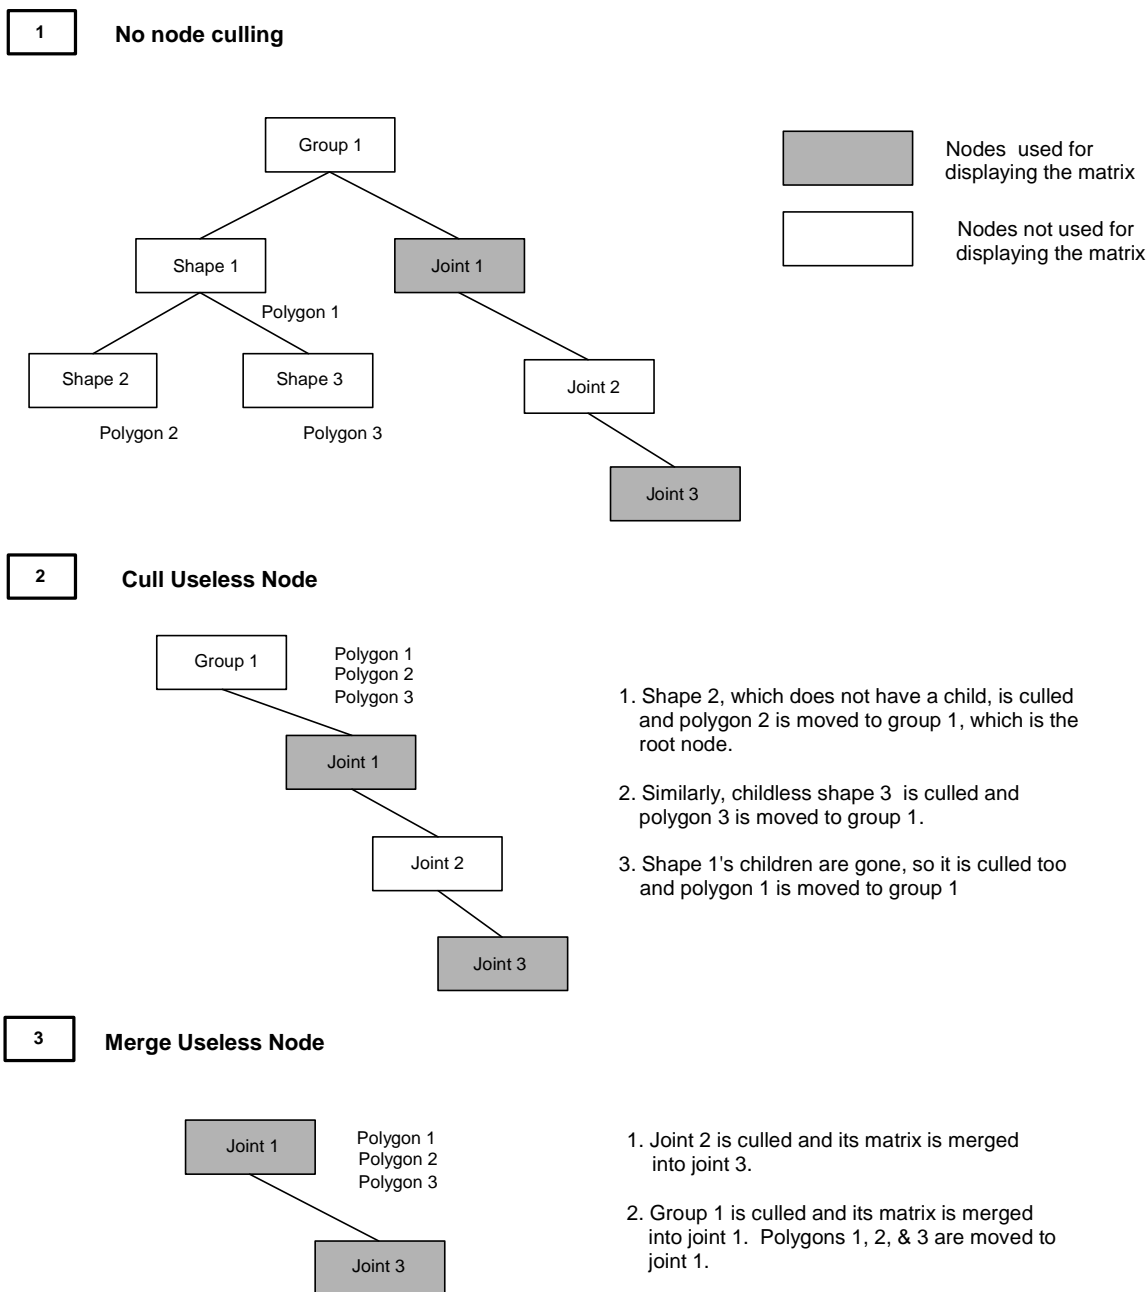 1
No node culling
Group 1
Nodes used for
displaying the matrix
Nodes not used for
displaying the matrix
Shape 1
Joint 1
Polygon 1
Shape 2
Shape 3
Joint 2
Polygon 2
Polygon 3
Joint 3
2
Cull Useless Node
Group 1
Polygon 1
Polygon 2
Polygon 3
Joint 1
Joint 2
Joint 3
1. Shape 2, which does not have a child, is culled
and polygon 2 is moved to group 1, which is the
root node.
2. Similarly, childless shape 3 is culled and
polygon 3 is moved to group 1.
3. Shape 1's children are gone, so it is culled too
and polygon 1 is moved to group 1
3
Merge Useless Node
Joint 1
Polygon 1
Polygon 2
Polygon 3
Joint 3
1. Joint 2 is culled and its matrix is merged
into joint 3.
2. Group 1 is culled and its matrix is merged
into joint 1. Polygons 1, 2, & 3 are moved to
joint 1.